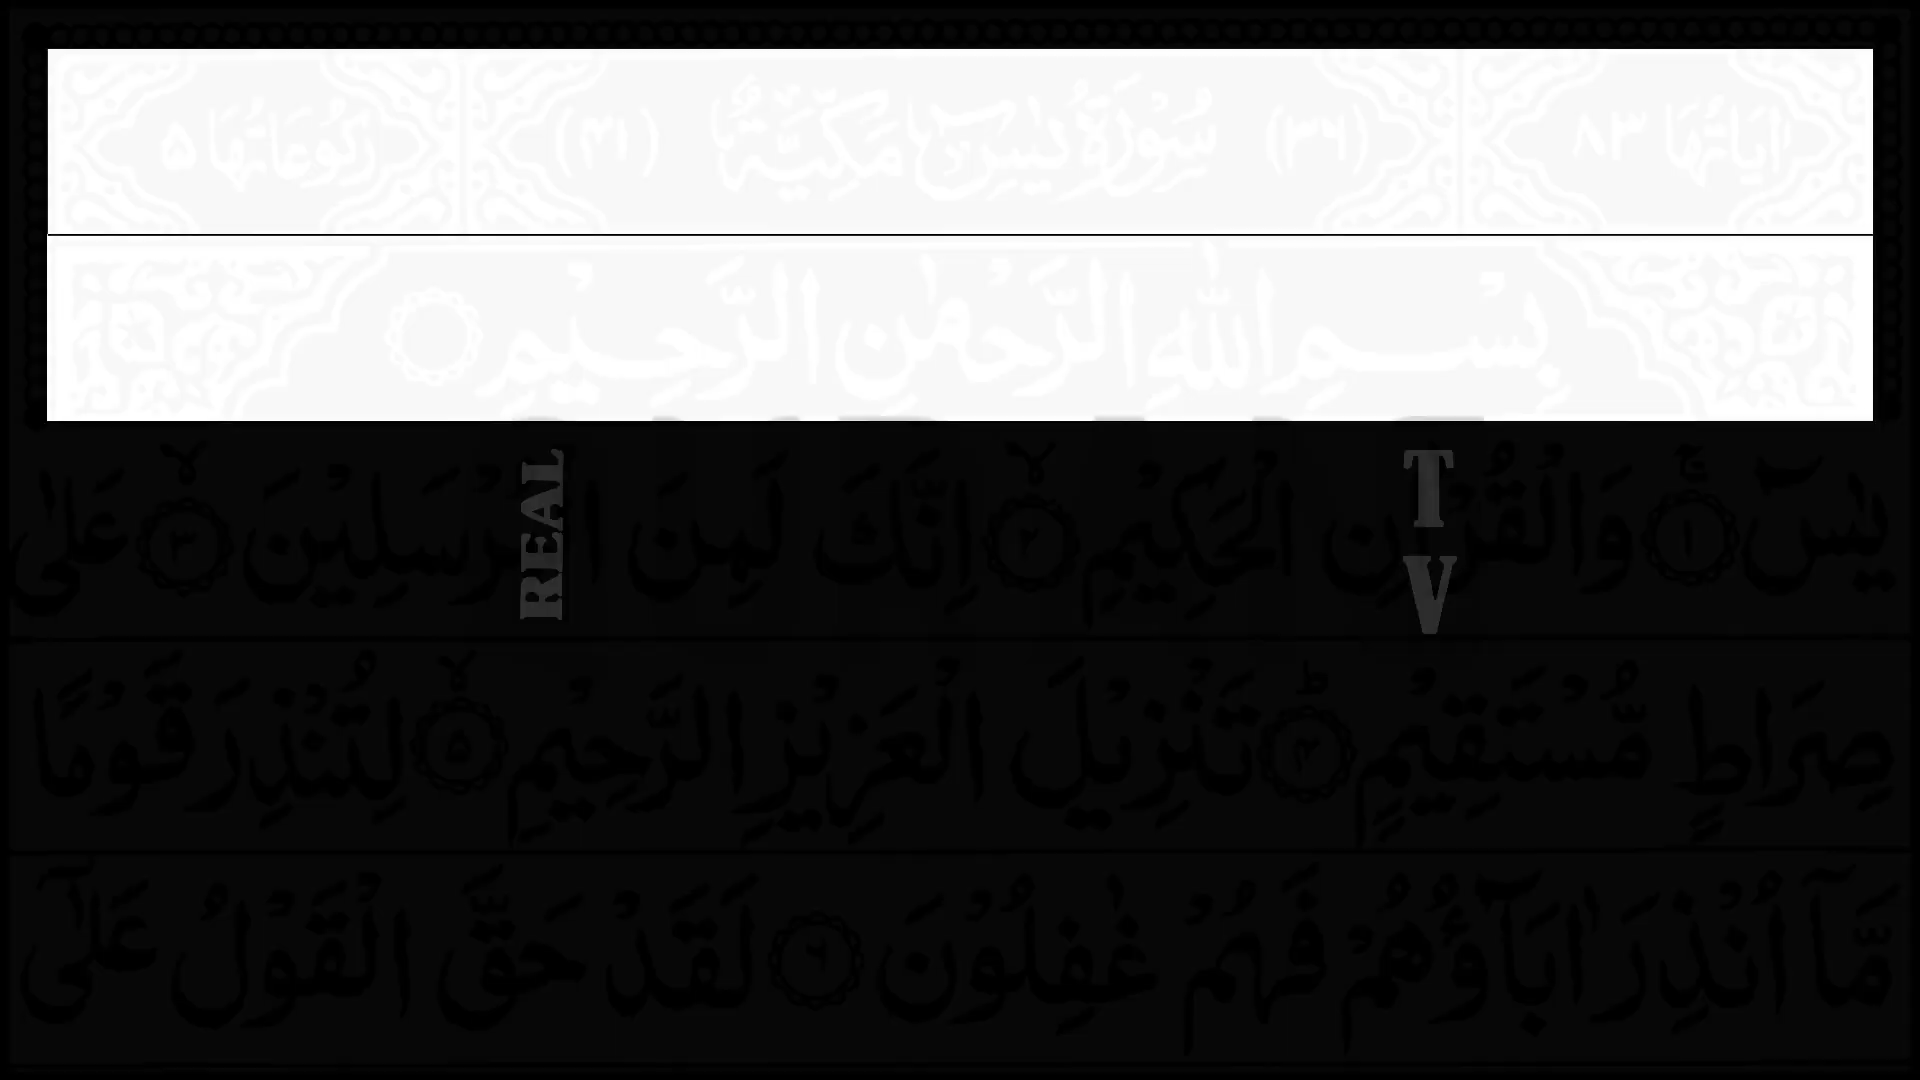 اٰیَاتُهَا ٨٣ (٣٦) سُوْرَةُ يٰسٓ مَكِّيَّةٌ (٤١) رُكُوْعَاتُهَا ٥
بِسْمِ اللّٰهِ الرَّحْمٰنِ الرَّحِيْمِ
يٰسٓ ۚ﴿١﴾ وَالْقُرْاٰنِ الْحَكِيْمِ ۙ﴿٢﴾ اِنَّكَ لَمِنَ الْمُرْسَلِيْنَ ۙ﴿٣﴾ عَلٰى
REAL
T
V
صِرَاطٍ مُّسْتَقِيْمٍ ؕ﴿٤﴾ تَنْزِيْلَ الْعَزِيْزِ الرَّحِيْمِ ۙ﴿٥﴾ لِتُنْذِرَ قَوْمًا
مَّاۤ اُنْذِرَ اٰبَآؤُهُمْ فَهُمْ غٰفِلُوْنَ ﴿٦﴾ لَقَدْ حَقَّ الْقَوْلُ عَلٰۤى